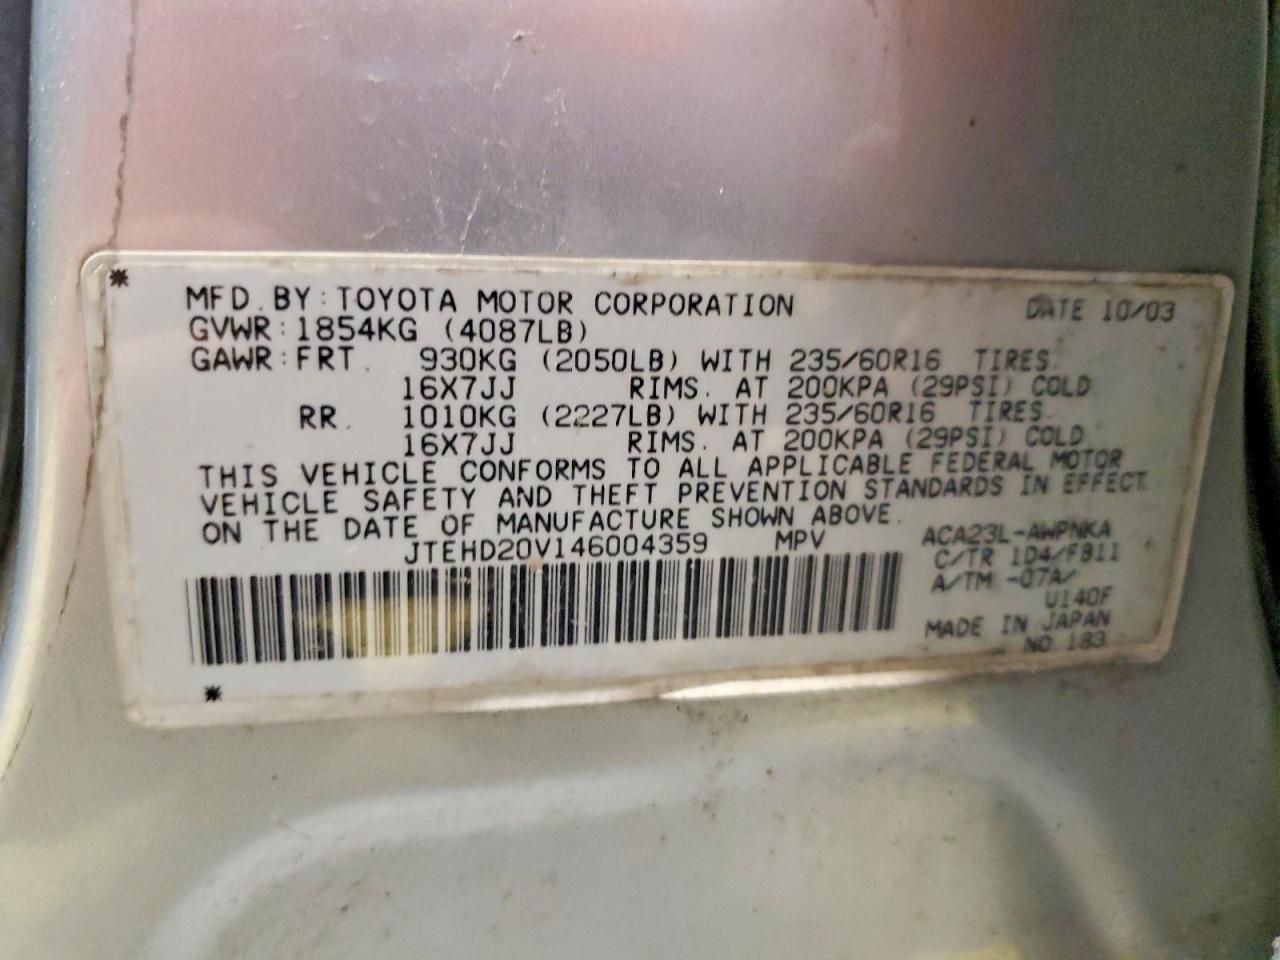 MFD. BY: TOYOTA MOTOR CORPORATION DATE 10/03
GVWR: 1854KG (4087LB)
GAWR: FRT. 930KG (2050LB) WITH 235/60R16 TIRES.
16X7JJ RIMS. AT 200KPA (29PSI) COLD
RR. 1010KG (2227LB) WITH 235/60R16 TIRES.
16X7JJ RIMS. AT 200KPA (29PSI) COLD.
THIS VEHICLE CONFORMS TO ALL APPLICABLE FEDERAL MOTOR
VEHICLE SAFETY AND THEFT PREVENTION STANDARDS IN EFFECT
ON THE DATE OF MANUFACTURE SHOWN ABOVE.
JTEHD20V146004359 MPV
ACA23L-AWPNKA
C/TR 1D4/FB11
A/TM -07A/
U140F
MADE IN JAPAN
NO 183